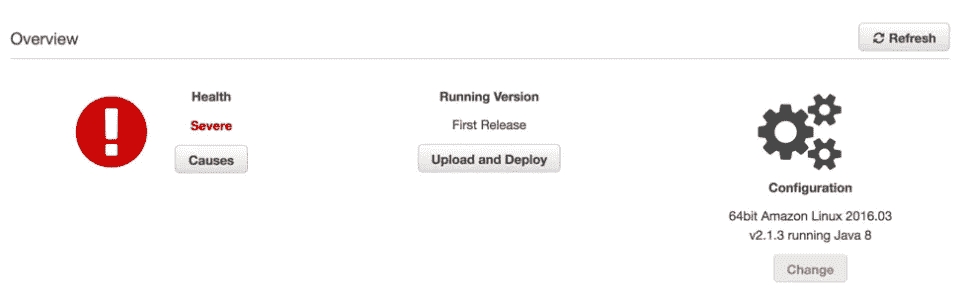 Overview
Refresh
Health
Severe
Causes
Running Version
First Release
Upload and Deploy
Configuration
64bit Amazon Linux 2016.03
v2.1.3 running Java 8
Change